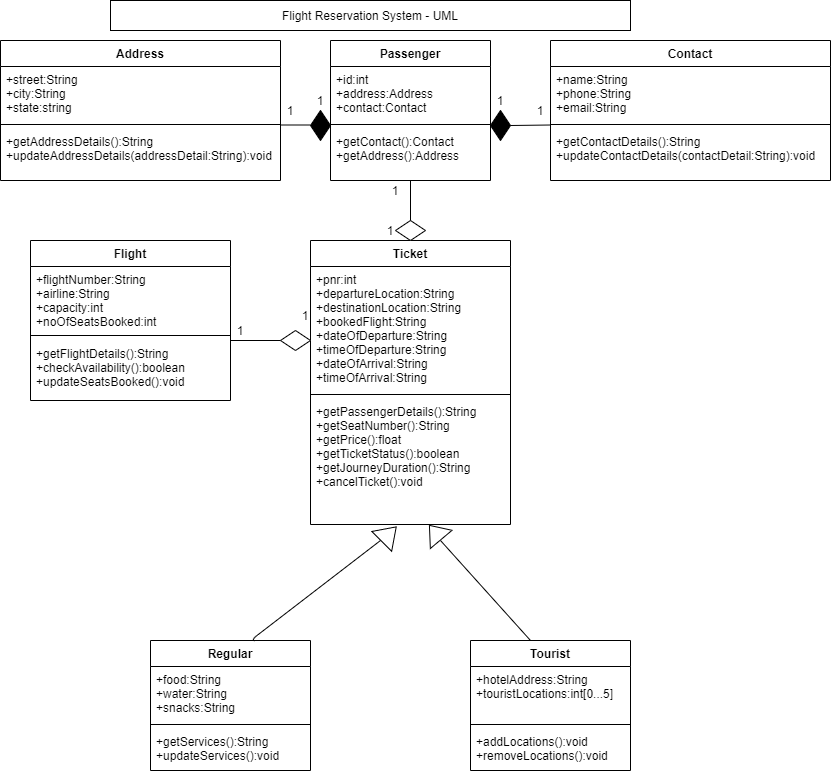 Flight Reservation System - UML
Address
+street:String
+city:String
+state:string
+getAddressDetails():String
+updateAddressDetails(addressDetail:String):void
1
1
Passenger
+id:int
+address:Address
+contact:Contact
+getContact():Contact
+getAddress():Address
1
1
Contact
+name:String
+phone:String
+email:String
+getContactDetails():String
+updateContactDetails(contactDetail:String):void
1
1
Flight
+flightNumber:String
+airline:String
+capacity:int
+noOfSeatsBooked:int
+getFlightDetails():String
+checkAvailability():boolean
+updateSeatsBooked():void
1
1
Ticket
+pnr:int
+departureLocation:String
+destinationLocation:String
+bookedFlight:String
+dateOfDeparture:String
+timeOfDeparture:String
+dateOfArrival:String
+timeOfArrival:String
+getPassengerDetails():String
+getSeatNumber():String
+getPrice():float
+getTicketStatus():boolean
+getJourneyDuration():String
+cancelTicket():void
Regular
+food:String
+water:String
+snacks:String
+getServices():String
+updateServices():void
Tourist
+hotelAddress:String
+touristLocations:int[0...5]
+addLocations():void
+removeLocations():void